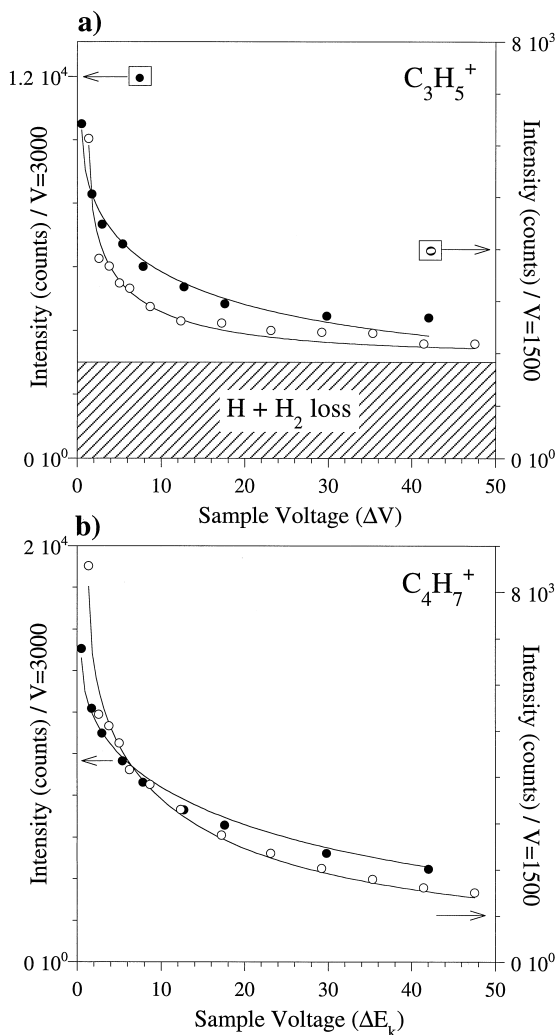 a)
8 10³
1.2 10⁴
C₃H₅⁺
Intensity (counts) / V=3000
Intensity (counts) / V=1500
H + H₂ loss
0 10⁰
0 10⁰
0 10 20 30 40 50
Sample Voltage (ΔV)
b)
2 10⁴
C₄H₇⁺
8 10³
Intensity (counts) / V=3000
Intensity (counts) / V=1500
0 10⁰
0 10⁰
0 10 20 30 40 50
Sample Voltage (ΔEₖ)